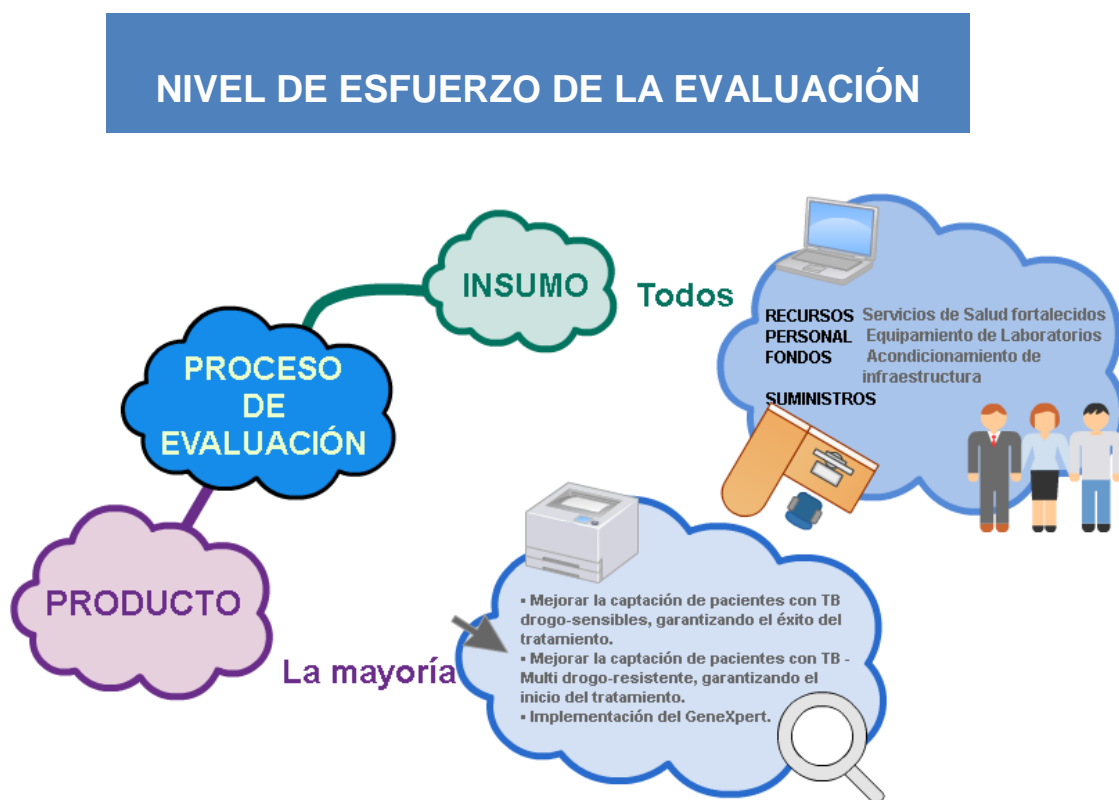 NIVEL DE ESFUERZO DE LA EVALUACIÓN
INSUMO
Todos
RECURSOS Servicios de Salud fortalecidos
PERSONAL Equipamiento de Laboratorios
FONDOS Acondicionamiento de
infraestructura
SUMINISTROS
PROCESO
DE
EVALUACIÓN
PRODUCTO
La mayoría
▪ Mejorar la captación de pacientes con TB
drogo-sensibles, garantizando el éxito del
tratamiento.
▪ Mejorar la captación de pacientes con TB -
Multi drogo-resistente, garantizando el
inicio del tratamiento.
▪ Implementación del GeneXpert.